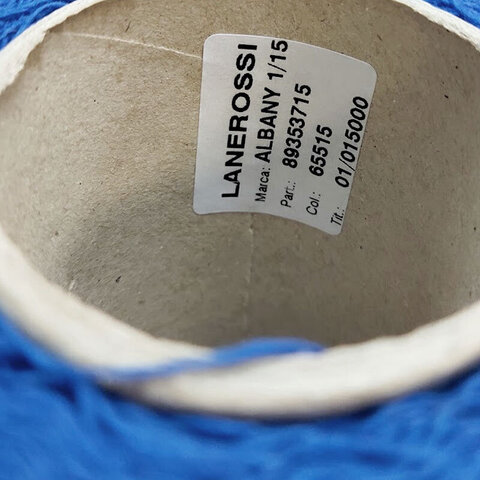 LANEROSSI
Marca: ALBANY 1/15
Part.: 89353715
Col.: 65515
Tit.: 01/015000